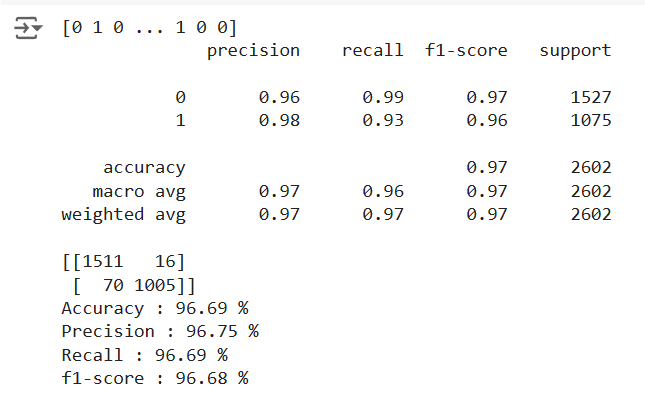 [0 1 0 ... 1 0 0]
              precision    recall  f1-score   support

           0       0.96      0.99      0.97      1527
           1       0.98      0.93      0.96      1075

    accuracy                           0.97      2602
   macro avg       0.97      0.96      0.97      2602
weighted avg       0.97      0.97      0.97      2602

[[1511   16]
 [  70 1005]]
Accuracy : 96.69 %
Precision : 96.75 %
Recall : 96.69 %
f1-score : 96.68 %